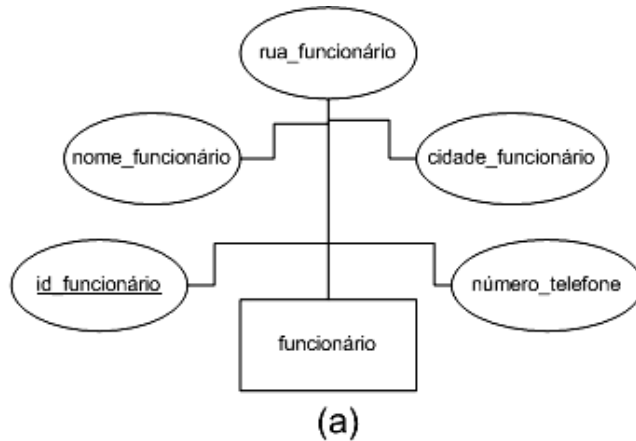 rua_funcionário
nome_funcionário
cidade_funcionário
id_funcionário
número_telefone
funcionário
(a)